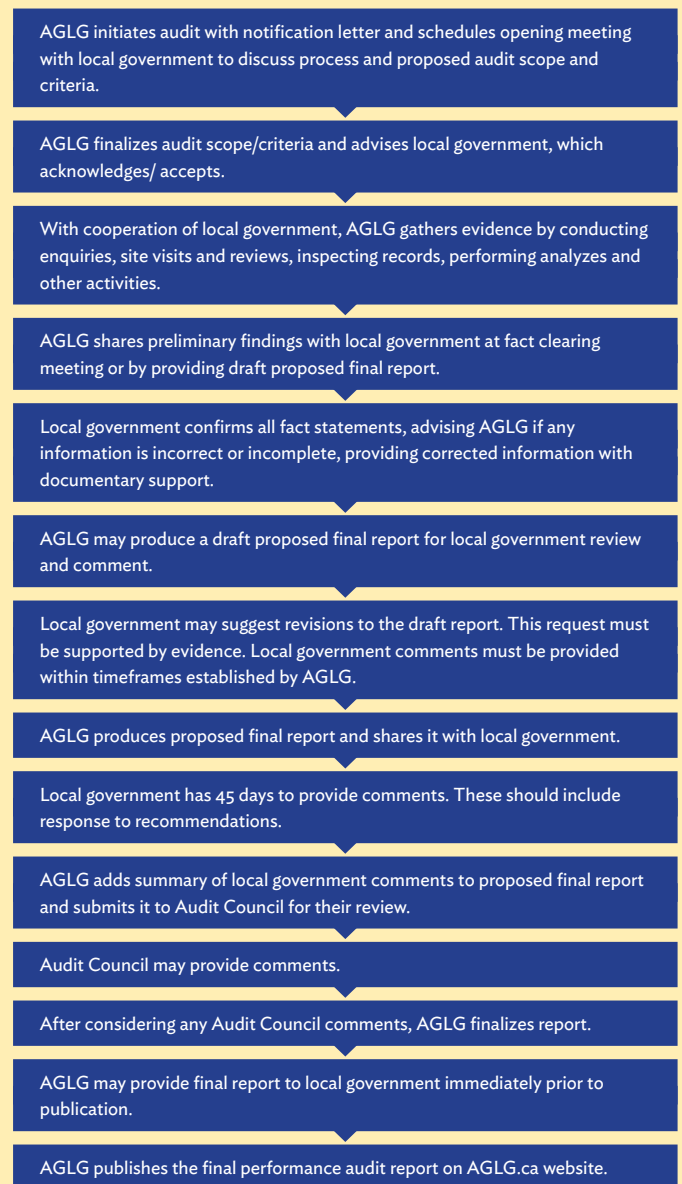 AGLG initiates audit with notification letter and schedules opening meeting
with local government to discuss process and proposed audit scope and
criteria.
AGLG finalizes audit scope/criteria and advises local government, which
acknowledges/ accepts.
With cooperation of local government, AGLG gathers evidence by conducting
enquiries, site visits and reviews, inspecting records, performing analyzes and
other activities.
AGLG shares preliminary findings with local government at fact clearing
meeting or by providing draft proposed final report.
Local government confirms all fact statements, advising AGLG if any
information is incorrect or incomplete, providing corrected information with
documentary support.
AGLG may produce a draft proposed final report for local government review
and comment.
Local government may suggest revisions to the draft report. This request must
be supported by evidence. Local government comments must be provided
within timeframes established by AGLG.
AGLG produces proposed final report and shares it with local government.
Local government has 45 days to provide comments. These should include
response to recommendations.
AGLG adds summary of local government comments to proposed final report
and submits it to Audit Council for their review.
Audit Council may provide comments.
After considering any Audit Council comments, AGLG finalizes report.
AGLG may provide final report to local government immediately prior to
publication.
AGLG publishes the final performance audit report on AGLG.ca website.